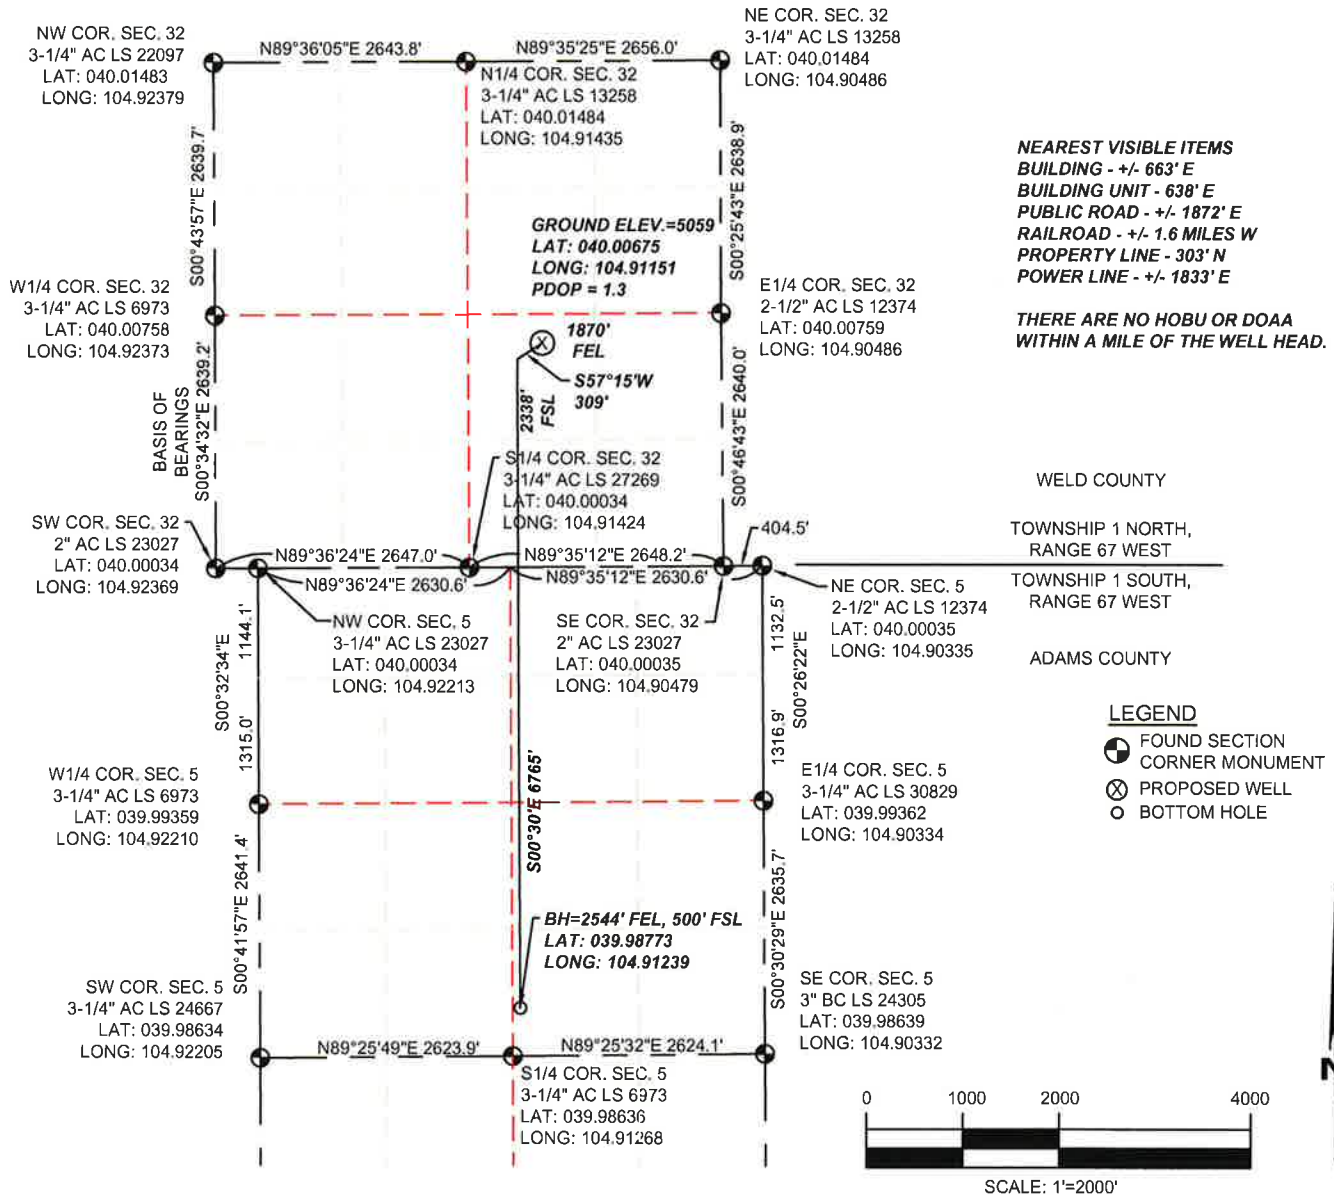 NW COR. SEC. 32
3-1/4" AC LS 22097
LAT: 040.01483
LONG: 104.92379
N89°36'05"E 2643.8'
N89°35'25"E 2656.0'
NE COR. SEC. 32
3-1/4" AC LS 13258
LAT: 040.01484
LONG: 104.90486
N1/4 COR. SEC. 32
3-1/4" AC LS 13258
LAT: 040.01484
LONG: 104.91435
S00°43'57"E 2639.7'
S00°25'43"E 2638.9'
NEAREST VISIBLE ITEMS
BUILDING - +/- 663' E
BUILDING UNIT - 638' E
PUBLIC ROAD - +/- 1872' E
RAILROAD - +/- 1.6 MILES W
PROPERTY LINE - 303' N
POWER LINE - +/- 1833' E
THERE ARE NO HOBU OR DOAA
WITHIN A MILE OF THE WELL HEAD.
GROUND ELEV.=5059
LAT: 040.00675
LONG: 104.91151
PDOP = 1.3
W1/4 COR. SEC. 32
3-1/4" AC LS 6973
LAT: 040.00758
LONG: 104.92373
E1/4 COR. SEC. 32
2-1/2" AC LS 12374
LAT: 040.00759
LONG: 104.90486
1870'
FEL
S57°15'W
309'
2338'
FSL
BASIS OF
BEARINGS
S00°34'32"E 2639.2'
S00°46'43"E 2640.0'
S1/4 COR. SEC. 32
3-1/4" AC LS 27269
LAT: 040.00034
LONG: 104.91424
WELD COUNTY
TOWNSHIP 1 NORTH,
RANGE 67 WEST
TOWNSHIP 1 SOUTH,
RANGE 67 WEST
ADAMS COUNTY
SW COR. SEC. 32
2" AC LS 23027
LAT: 040.00034
LONG: 104.92369
N89°36'24"E 2647.0'
N89°35'12"E 2648.2'
404.5'
N89°36'24"E 2630.6'
N89°35'12"E 2630.6'
NW COR. SEC. 5
3-1/4" AC LS 23027
LAT: 040.00034
LONG: 104.92213
SE COR. SEC. 32
2" AC LS 23027
LAT: 040.00035
LONG: 104.90479
NE COR. SEC. 5
2-1/2" AC LS 12374
LAT: 040.00035
LONG: 104.90335
S00°32'34"E
1144.1'
1315.0'
1132.5'
S00°26'22"E
1316.9'
LEGEND
FOUND SECTION
CORNER MONUMENT
PROPOSED WELL
BOTTOM HOLE
W1/4 COR. SEC. 5
3-1/4" AC LS 6973
LAT: 039.99359
LONG: 104.92210
S00°30'E 6765'
E1/4 COR. SEC. 5
3-1/4" AC LS 30829
LAT: 039.99362
LONG: 104.90334
S00°41'57"E 2641.4'
S00°30'29"E 2635.7'
BH=2544' FEL, 500' FSL
LAT: 039.98773
LONG: 104.91239
SW COR. SEC. 5
3-1/4" AC LS 24667
LAT: 039.98634
LONG: 104.92205
SE COR. SEC. 5
3" BC LS 24305
LAT: 039.98639
LONG: 104.90332
N89°25'49"E 2623.9'
N89°25'32"E 2624.1'
S1/4 COR. SEC. 5
3-1/4" AC LS 6973
LAT: 039.98636
LONG: 104.91268
N
0 1000 2000 4000
SCALE: 1'=2000'